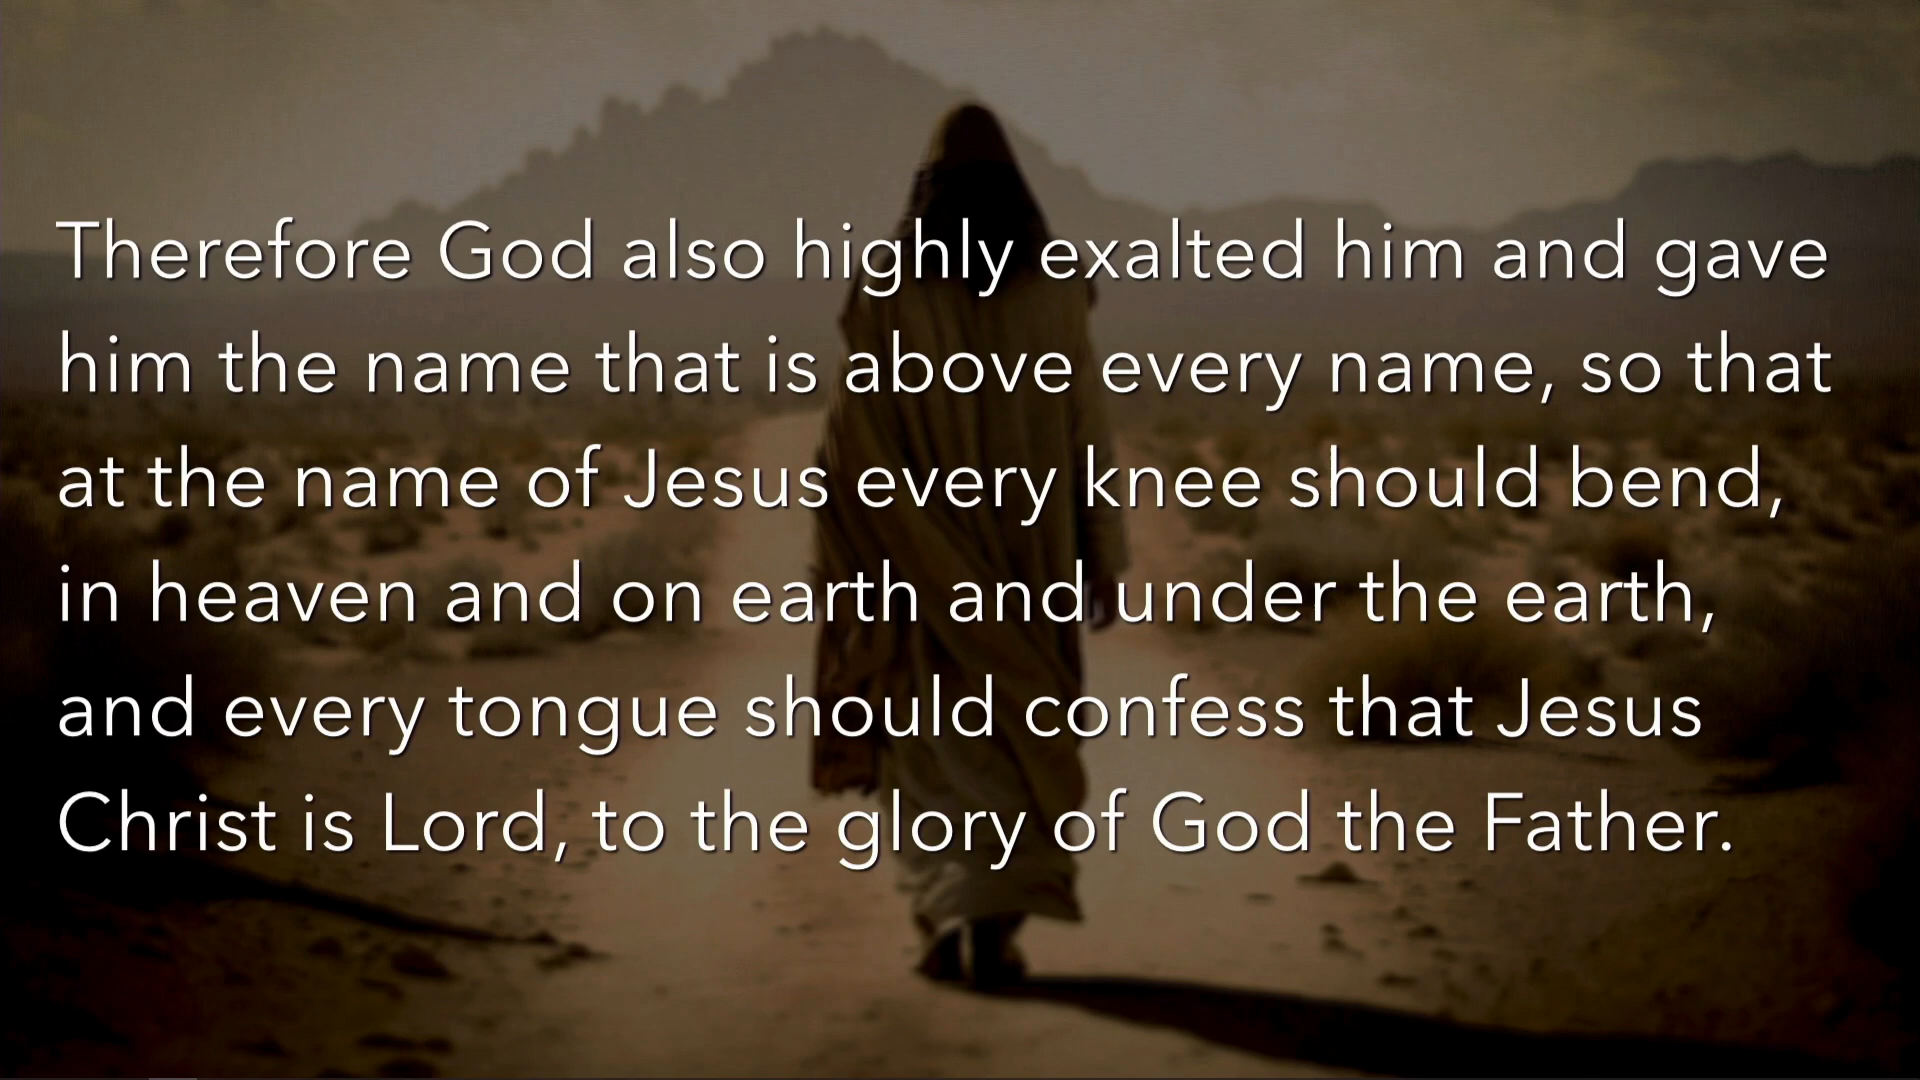 Therefore God also highly exalted him and gave
him the name that is above every name, so that
at the name of Jesus every knee should bend,
in heaven and on earth and under the earth,
and every tongue should confess that Jesus
Christ is Lord, to the glory of God the Father.